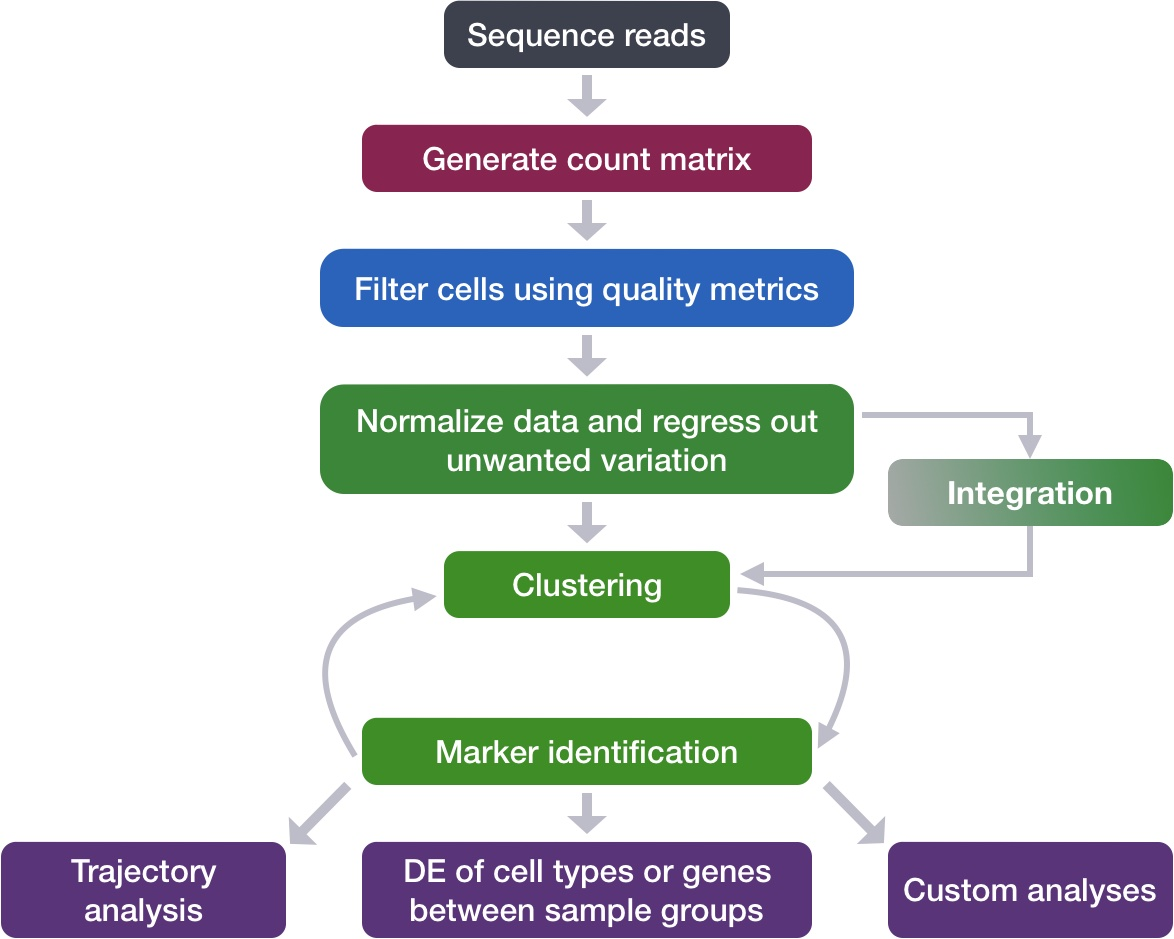 Sequence reads
Generate count matrix
Filter cells using quality metrics
Normalize data and regress out
unwanted variation
Integration
Clustering
Marker identification
Trajectory
analysis
DE of cell types or genes
between sample groups
Custom analyses